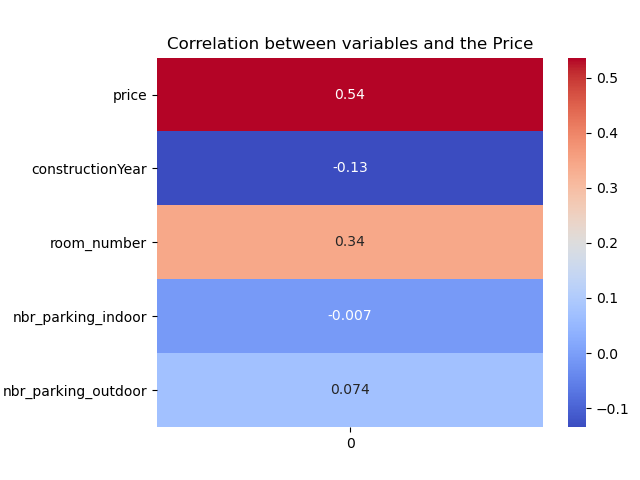 Correlation between variables and the Price
price
0.54
constructionYear
-0.13
room_number
0.34
nbr_parking_indoor
-0.007
nbr_parking_outdoor
0.074
0
0.5
0.4
0.3
0.2
0.1
0.0
−0.1